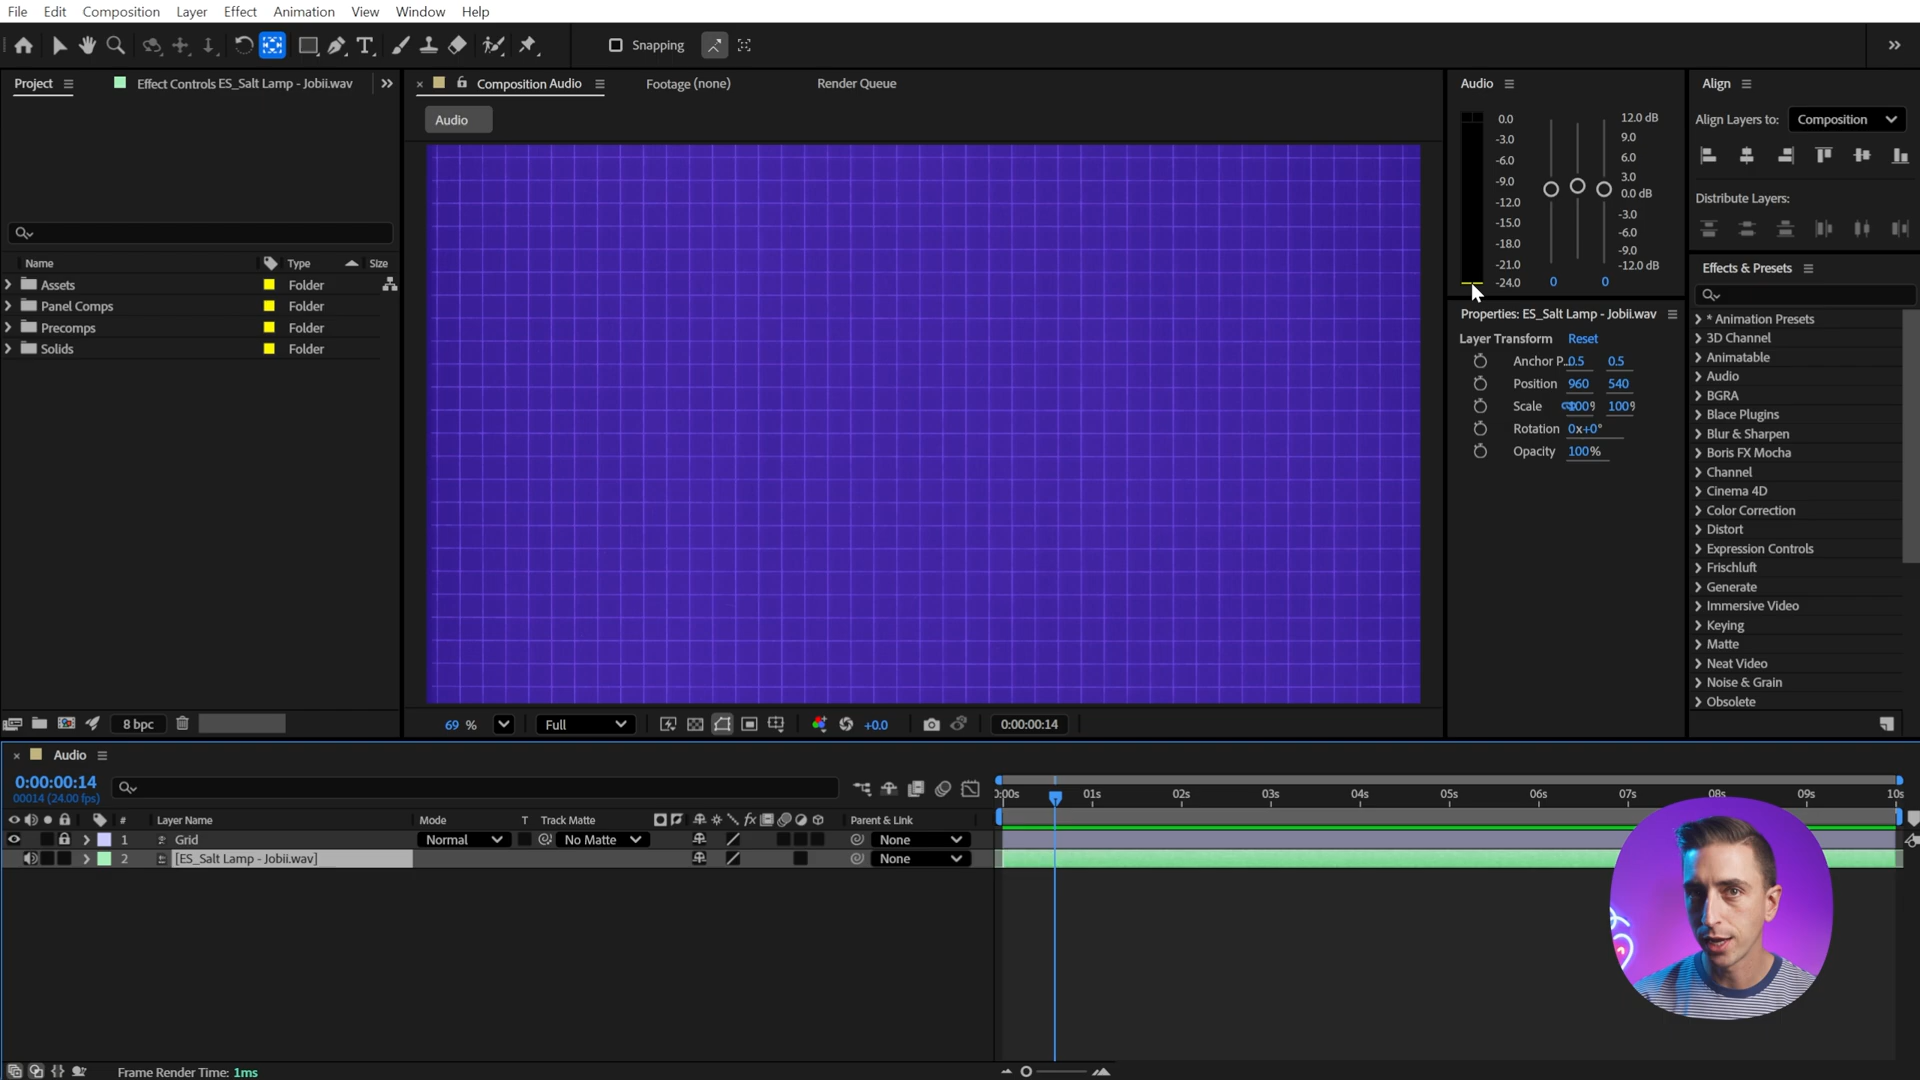 File Edit Composition Layer Effect Animation View Window Help
Snapping
Project
Effect Controls ES_Salt Lamp - Jobii.wav
Composition Audio
Footage (none)
Render Queue
Audio
Name Type Size
Assets Folder
Panel Comps Folder
Precomps Folder
Solids Folder
8 bpc
69 %
Full
+0.0
0:00:00:14
Audio
0.0
-3.0
-6.0
-9.0
-12.0
-15.0
-18.0
-21.0
-24.0
12.0 dB
9.0
6.0
3.0
0.0 dB
-3.0
-6.0
-9.0
-12.0 dB
0 0
Properties: ES_Salt Lamp - Jobii.wav
Layer Transform Reset
Anchor P... 0.5 0.5
Position 960 540
Scale 100% 100%
Rotation 0x+0°
Opacity 100%
Align
Align Layers to: Composition
Distribute Layers:
Effects & Presets
* Animation Presets
3D Channel
Animatable
Audio
BGRA
Blace Plugins
Blur & Sharpen
Boris FX Mocha
Channel
Cinema 4D
Color Correction
Distort
Expression Controls
Frischluft
Generate
Immersive Video
Keying
Matte
Neat Video
Noise & Grain
Obsolete
Audio
0:00:00:14
00014 (24.00 fps)
# Layer Name Mode T Track Matte fx Parent & Link
1 Grid Normal No Matte None
2 [ES_Salt Lamp - Jobii.wav] None
0:00s 01s 02s 03s 04s 05s 06s 07s 08s 09s 10s
Frame Render Time: 1ms